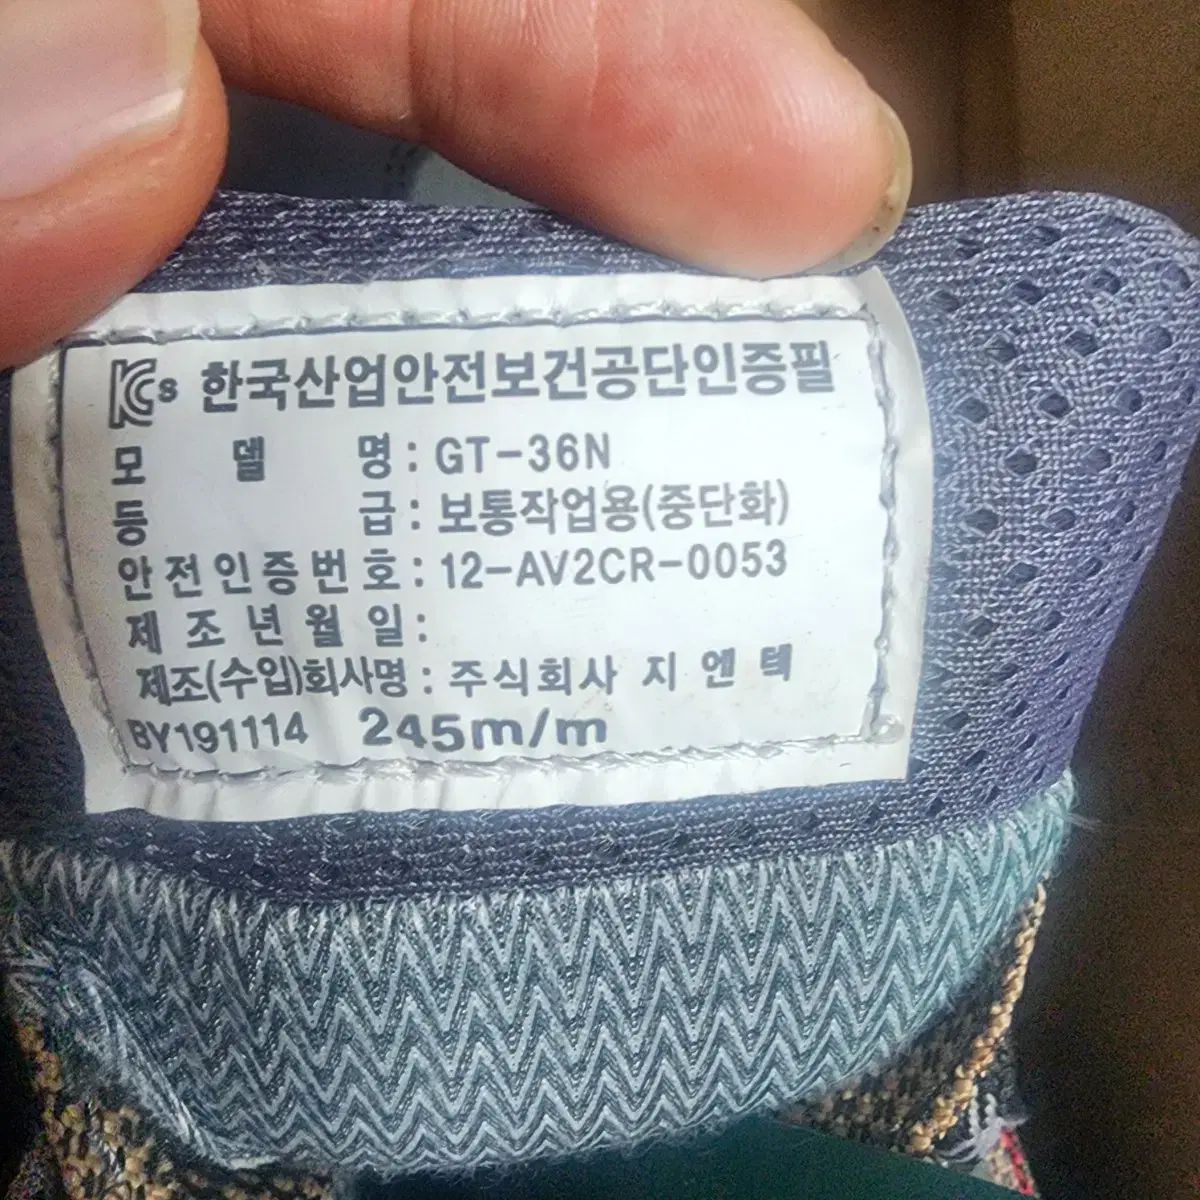 KCs 한국산업안전보건공단인증필
모 델 명 : GT-36N
등 급 : 보통작업용(중단화)
안전인증번호 : 12-AV2CR-0053
제조년월일 :
제조(수입)회사명 : 주식회사 지 엔 텍
BY191114 245m/m